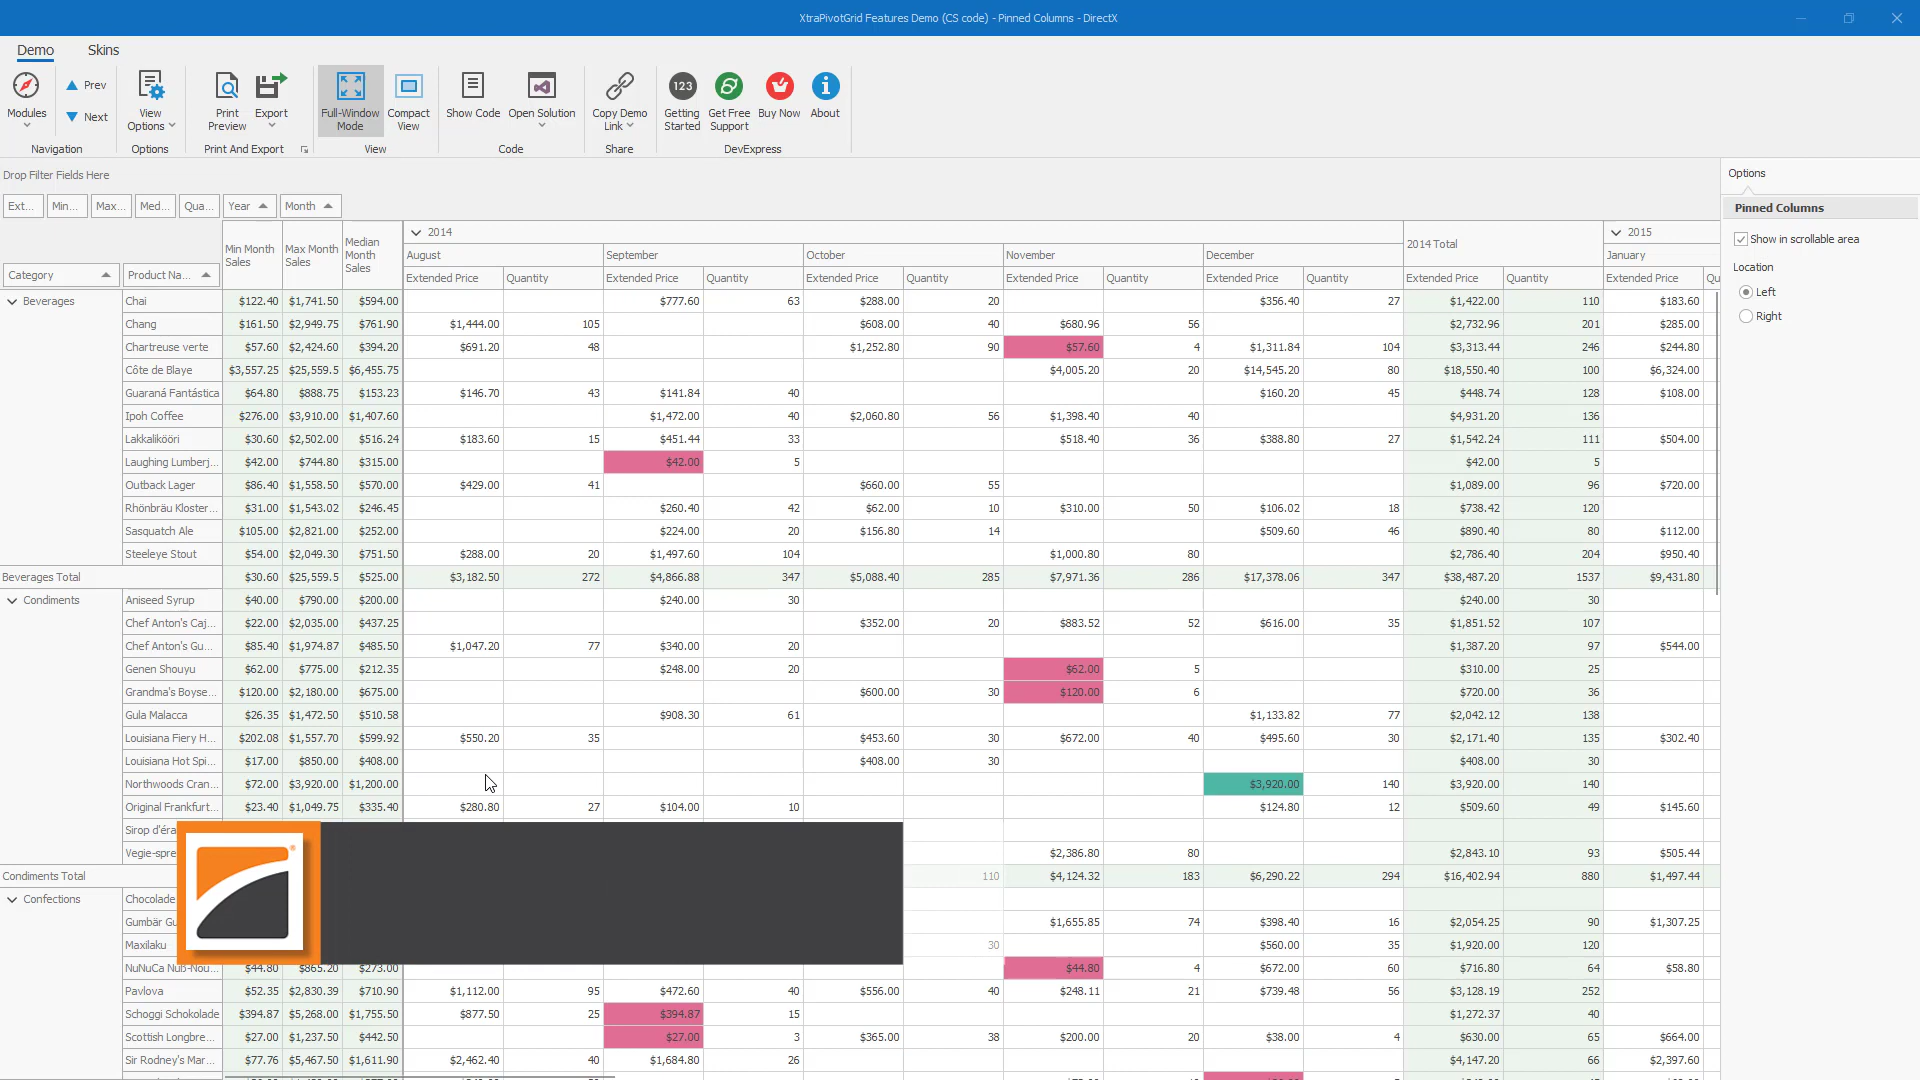 XtraPivotGrid Features Demo (CS code) - Pinned Columns - DirectX
Demo Skins
Modules Prev Next View Options Print Preview Export Full-Window Mode Compact View Show Code Open Solution Copy Demo Link Getting Started Get Free Support Buy Now About
123
Navigation Options Print And Export View Code Share DevExpress
Drop Filter Fields Here
Ext... Min... Max... Med... Qua... Year Month
Category Product Na... Min Month Sales Max Month Sales Median Month Sales
2014 2014 Total 2015
August September October November December January
Extended Price Quantity Extended Price Quantity Extended Price Quantity Extended Price Quantity Extended Price Quantity Extended Price Quantity Extended Price Qu
Beverages Chai $122.40 $1,741.50 $594.00 $777.60 63 $288.00 20 $356.40 27 $1,422.00 110 $183.60
Chang $161.50 $2,949.75 $761.90 $1,444.00 105 $608.00 40 $680.96 56 $2,732.96 201 $285.00
Chartreuse verte $57.60 $2,424.60 $394.20 $691.20 48 $1,252.80 90 $57.60 4 $1,311.84 104 $3,313.44 246 $244.80
Côte de Blaye $3,557.25 $25,559.5 $6,455.75 $4,005.20 20 $14,545.20 80 $18,550.40 100 $6,324.00
Guaraná Fantástica $64.80 $888.75 $153.23 $146.70 43 $141.84 40 $160.20 45 $448.74 128 $108.00
Ipoh Coffee $276.00 $3,910.00 $1,407.60 $1,472.00 40 $2,060.80 56 $1,398.40 40 $4,931.20 136
Lakkalikööri $30.60 $2,502.00 $516.24 $183.60 15 $451.44 33 $518.40 36 $388.80 27 $1,542.24 111 $504.00
Laughing Lumberj... $42.00 $744.80 $315.00 $42.00 5 $42.00 5
Outback Lager $86.40 $1,558.50 $570.00 $429.00 41 $660.00 55 $1,089.00 96 $720.00
Rhönbräu Kloster... $31.00 $1,543.02 $246.45 $260.40 42 $62.00 10 $310.00 50 $106.02 18 $738.42 120
Sasquatch Ale $105.00 $2,821.00 $252.00 $224.00 20 $156.80 14 $509.60 46 $890.40 80 $112.00
Steeleye Stout $54.00 $2,049.30 $751.50 $288.00 20 $1,497.60 104 $1,000.80 80 $2,786.40 204 $950.40
Beverages Total $30.60 $25,559.5 $525.00 $3,182.50 272 $4,866.88 347 $5,088.40 285 $7,971.36 286 $17,378.06 347 $38,487.20 1537 $9,431.80
Condiments Aniseed Syrup $40.00 $790.00 $200.00 $240.00 30 $240.00 30
Chef Anton's Caj... $22.00 $2,035.00 $437.25 $352.00 20 $883.52 52 $616.00 35 $1,851.52 107
Chef Anton's Gu... $85.40 $1,974.87 $485.50 $1,047.20 77 $340.00 20 $1,387.20 97 $544.00
Genen Shouyu $62.00 $775.00 $212.35 $248.00 20 $62.00 5 $310.00 25
Grandma's Boyse... $120.00 $2,180.00 $675.00 $600.00 30 $120.00 6 $720.00 36
Gula Malacca $26.35 $1,472.50 $510.58 $908.30 61 $1,133.82 77 $2,042.12 138
Louisiana Fiery H... $202.08 $1,557.70 $599.92 $550.20 35 $453.60 30 $672.00 40 $495.60 30 $2,171.40 135 $302.40
Louisiana Hot Spi... $17.00 $850.00 $408.00 $408.00 30 $408.00 30
Northwoods Cran... $72.00 $3,920.00 $1,200.00 $3,920.00 140 $3,920.00 140
Original Frankfurt... $23.40 $1,049.75 $335.40 $280.80 27 $104.00 10 $124.80 12 $509.60 49 $145.60
Sirop d'éra
Vegie-spre $2,386.80 80 $2,843.10 93 $505.44
Condiments Total 110 $4,124.32 183 $6,290.22 294 $16,402.94 880 $1,497.44
Confections Chocolade
Gumbär Gu $1,655.85 74 $398.40 16 $2,054.25 90 $1,307.25
Maxilaku 30 $560.00 35 $1,920.00 120
NuNuCa Nuß-Nou... $44.80 $865.20 $273.00 $44.80 4 $672.00 60 $716.80 64 $58.80
Pavlova $52.35 $2,830.39 $710.90 $1,112.00 95 $472.60 40 $556.00 40 $248.11 21 $739.48 56 $3,128.19 252
Schoggi Schokolade $394.87 $5,268.00 $1,755.50 $877.50 25 $394.87 15 $1,272.37 40
Scottish Longbre... $27.00 $1,237.50 $442.50 $27.00 3 $365.00 38 $200.00 20 $38.00 4 $630.00 65 $664.00
Sir Rodney's Mar... $77.76 $5,467.50 $1,611.90 $2,462.40 40 $1,684.80 26 $4,147.20 66 $2,397.60
Options
Pinned Columns
Show in scrollable area
Location
Left
Right